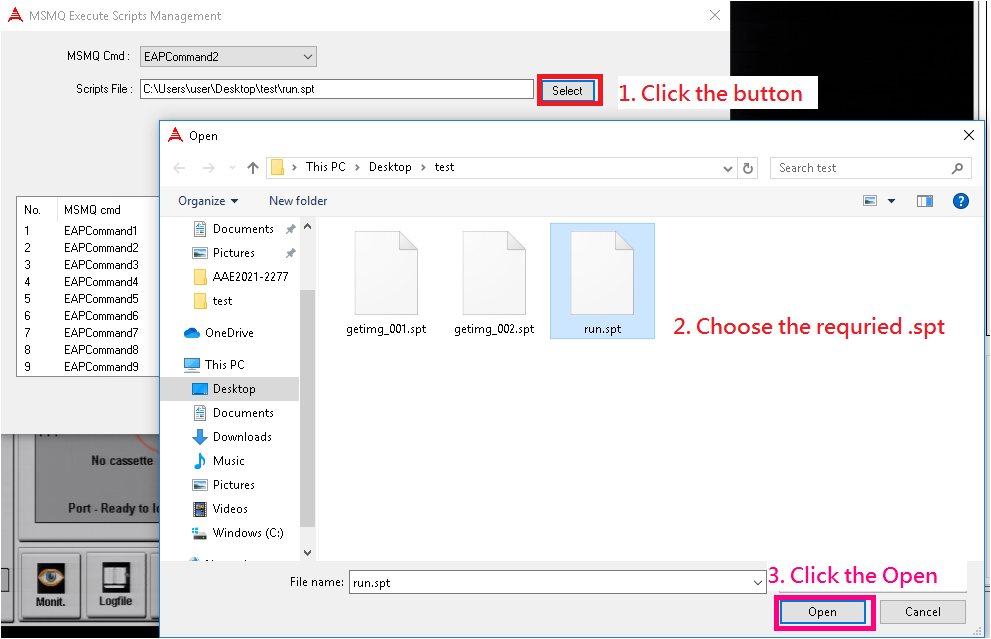 MSMQ Execute Scripts Management
MSMQ Cmd : EAPCommand2
Scripts File : C:\Users\user\Desktop\test\run.spt Select 1. Click the button
Open
This PC > Desktop > test Search test
Organize New folder
No. MSMQ cmd
1 EAPCommand1
2 EAPCommand2
3 EAPCommand3
4 EAPCommand4
5 EAPCommand5
6 EAPCommand6
7 EAPCommand7
8 EAPCommand8
9 EAPCommand9
Documents
Pictures
AAE2021-2277
test
OneDrive
This PC
Desktop
Documents
Downloads
Music
Pictures
Videos
Windows (C:)
getimg_001.spt getimg_002.spt run.spt
2. Choose the requried .spt
No cassette
Port - Ready to
Monit. Logfile
File name: run.spt
3. Click the Open
Open Cancel